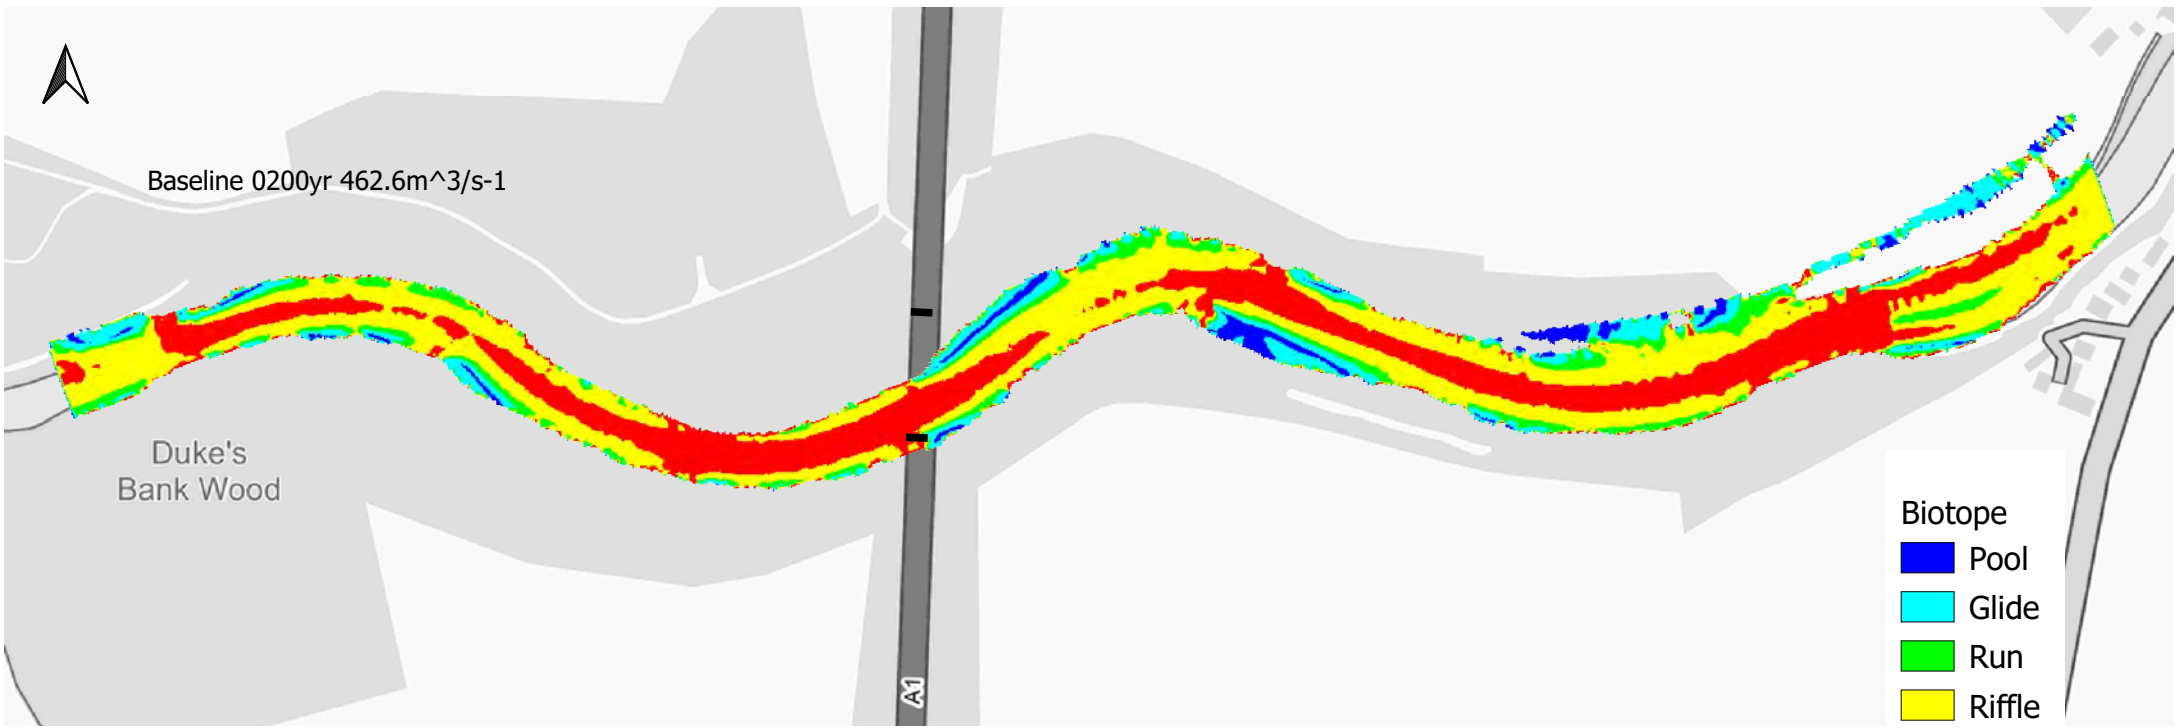 Baseline 0200yr 462.6m^3/s-1
Duke's
Bank Wood
A1
Biotope
Pool
Glide
Run
Riffle